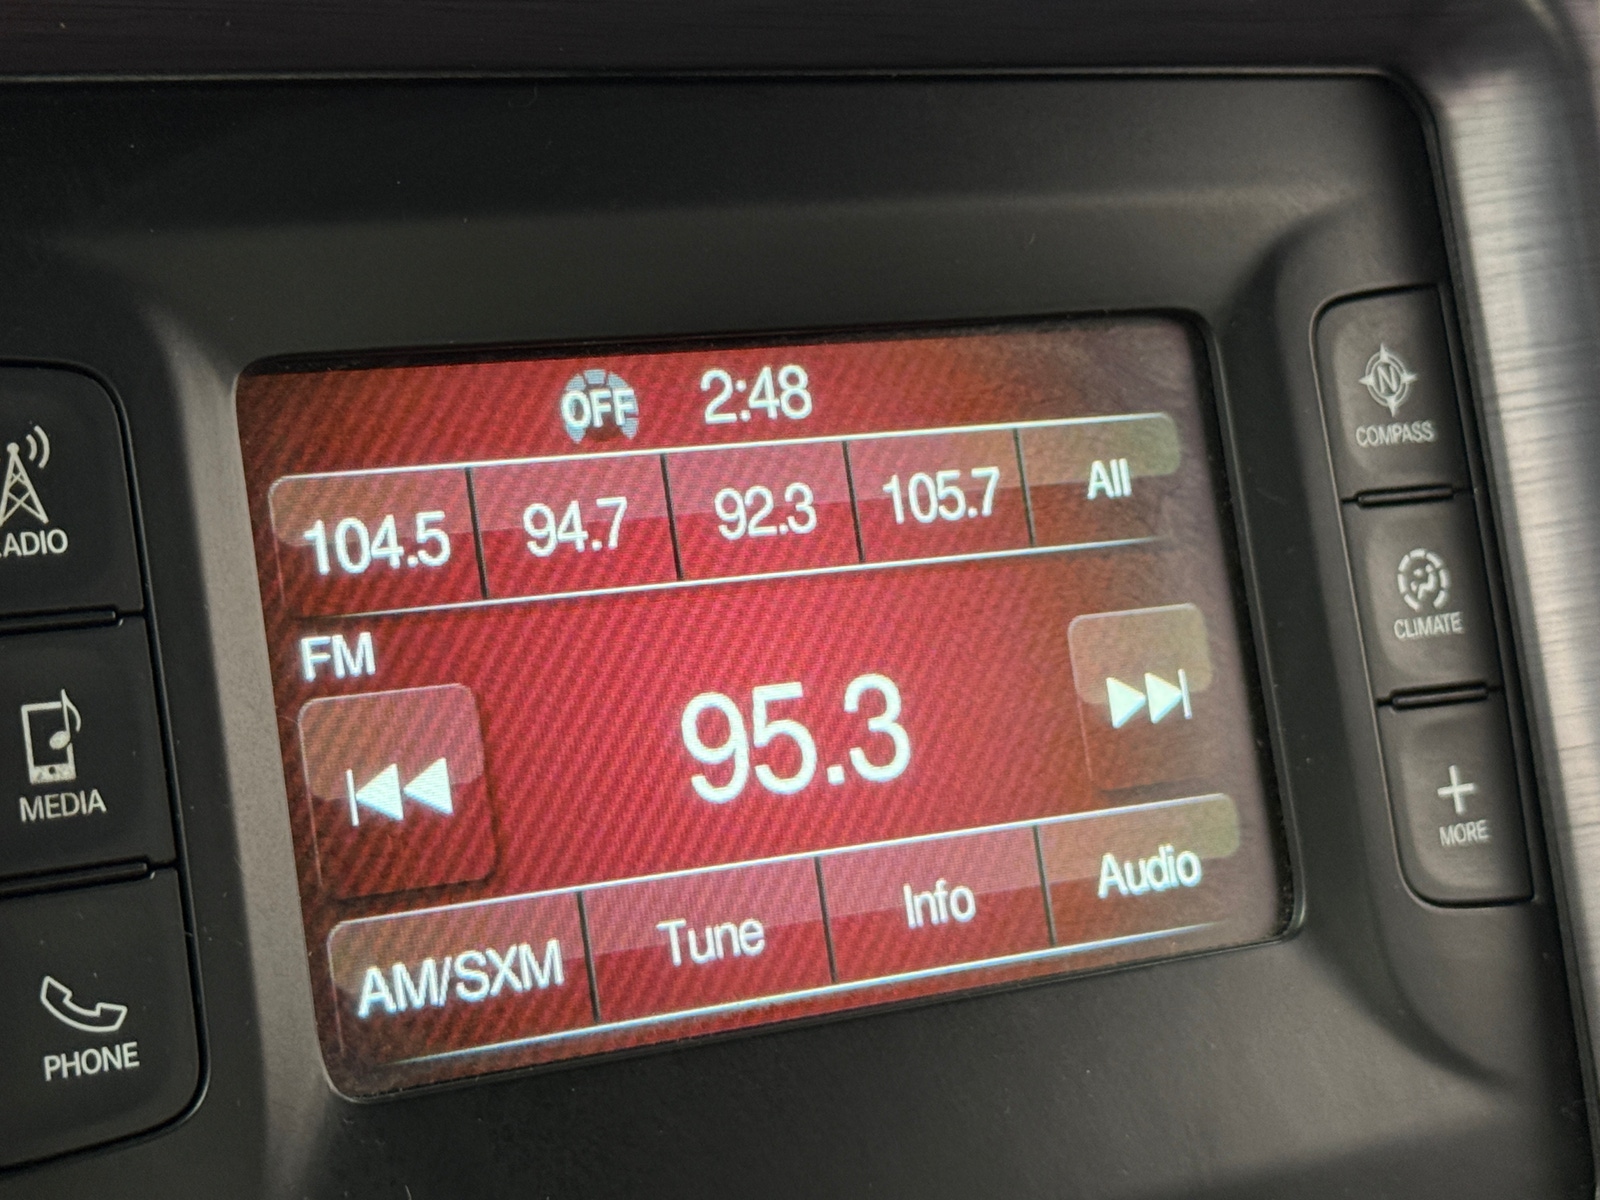 OFF 2:48
104.5 94.7 92.3 105.7 All
FM
95.3
AM/SXM Tune Info Audio
RADIO
MEDIA
PHONE
N
COMPASS
CLIMATE
MORE